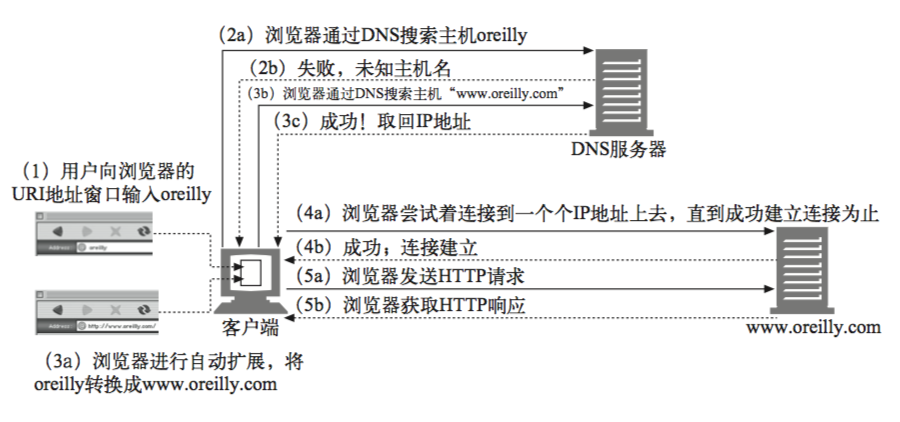 （2a）浏览器通过DNS搜索主机oreilly
（2b）失败，未知主机名
（3b）浏览器通过DNS搜索主机“www.oreilly.com”
（3c）成功！取回IP地址
DNS服务器
（1）用户向浏览器的
URI地址窗口输入oreilly
Address
oreilly
（4a）浏览器尝试着连接到一个个IP地址上去，直到成功建立连接为止
（4b）成功；连接建立
（5a）浏览器发送HTTP请求
（5b）浏览器获取HTTP响应
Address
http://www.oreilly.com/
客户端
www.oreilly.com
（3a）浏览器进行自动扩展，将
oreilly转换成www.oreilly.com